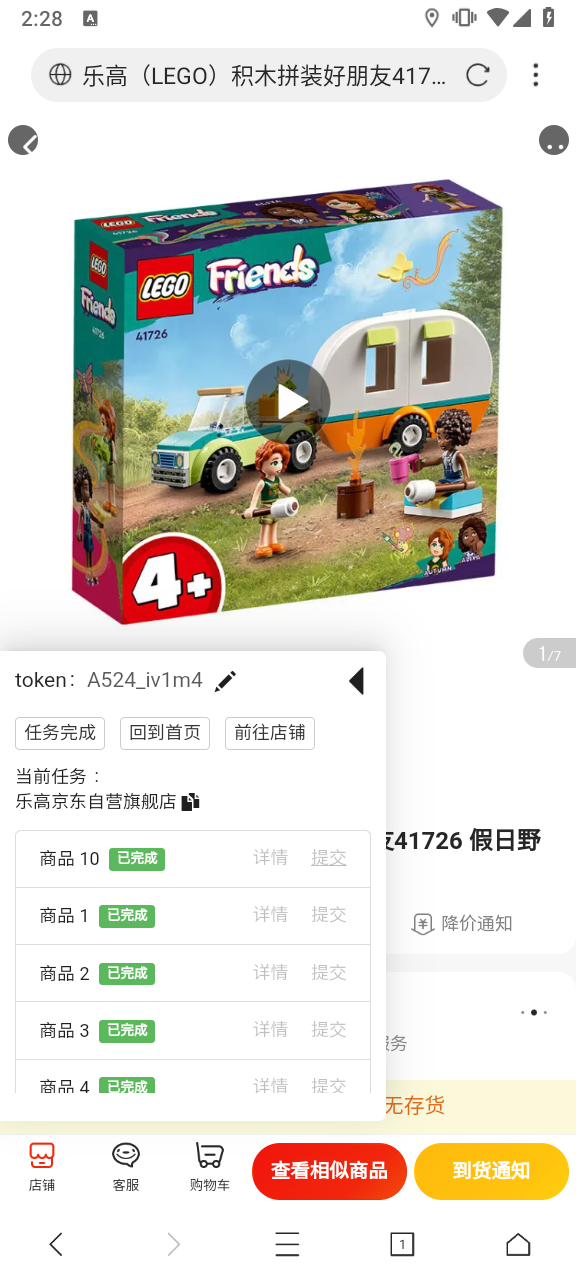 2:28
A
乐高（LEGO）积木拼装好朋友417...
LEGO Friends
41726
AUTUMN
LEGO
Friends
41726
LEGO
Friends
41726
4+
AUTUMN
1/7
token： A524_iv1m4
任务完成 回到首页 前往店铺
当前任务：
乐高京东自营旗舰店
商品 10 已完成 详情 提交
商品 1 已完成 详情 提交
商品 2 已完成 详情 提交
商品 3 已完成 详情 提交
商品 4 已完成 详情 提交
友41726 假日野
降价通知
服务
无存货
店铺 客服 购物车 查看相似商品 到货通知
1